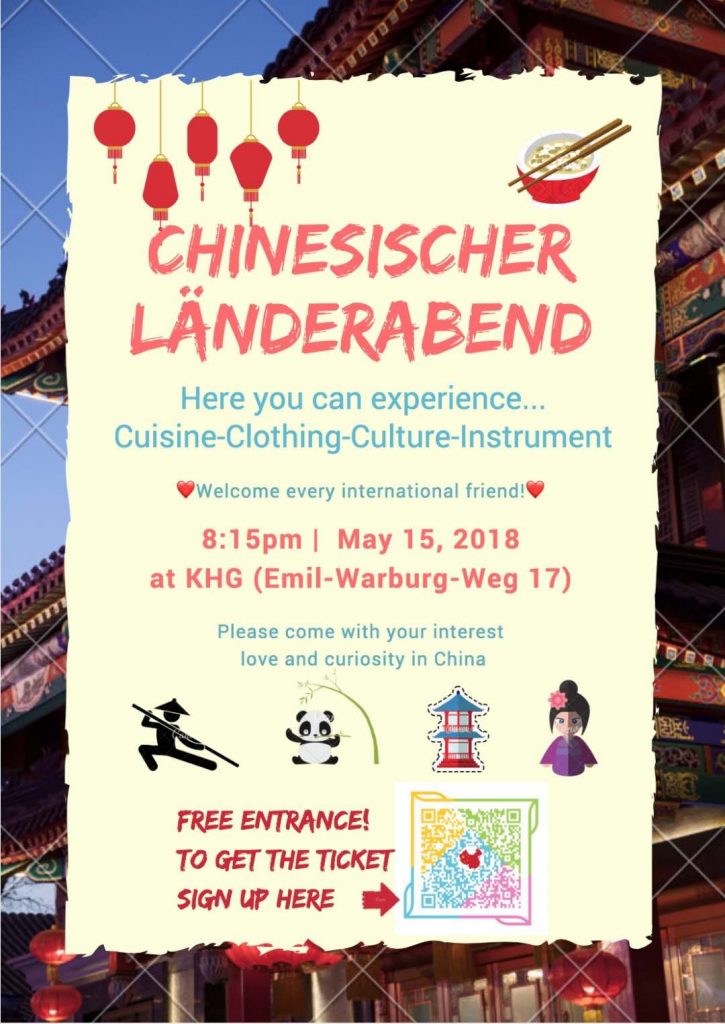 CHINESISCHER
LÄNDERABEND
Here you can experience...
Cuisine-Clothing-Culture-Instrument
❤️Welcome every international friend!❤️
8:15pm | May 15, 2018
at KHG (Emil-Warburg-Weg 17)
Please come with your interest
love and curiosity in China
FREE ENTRANCE!
TO GET THE TICKET
SIGN UP HERE